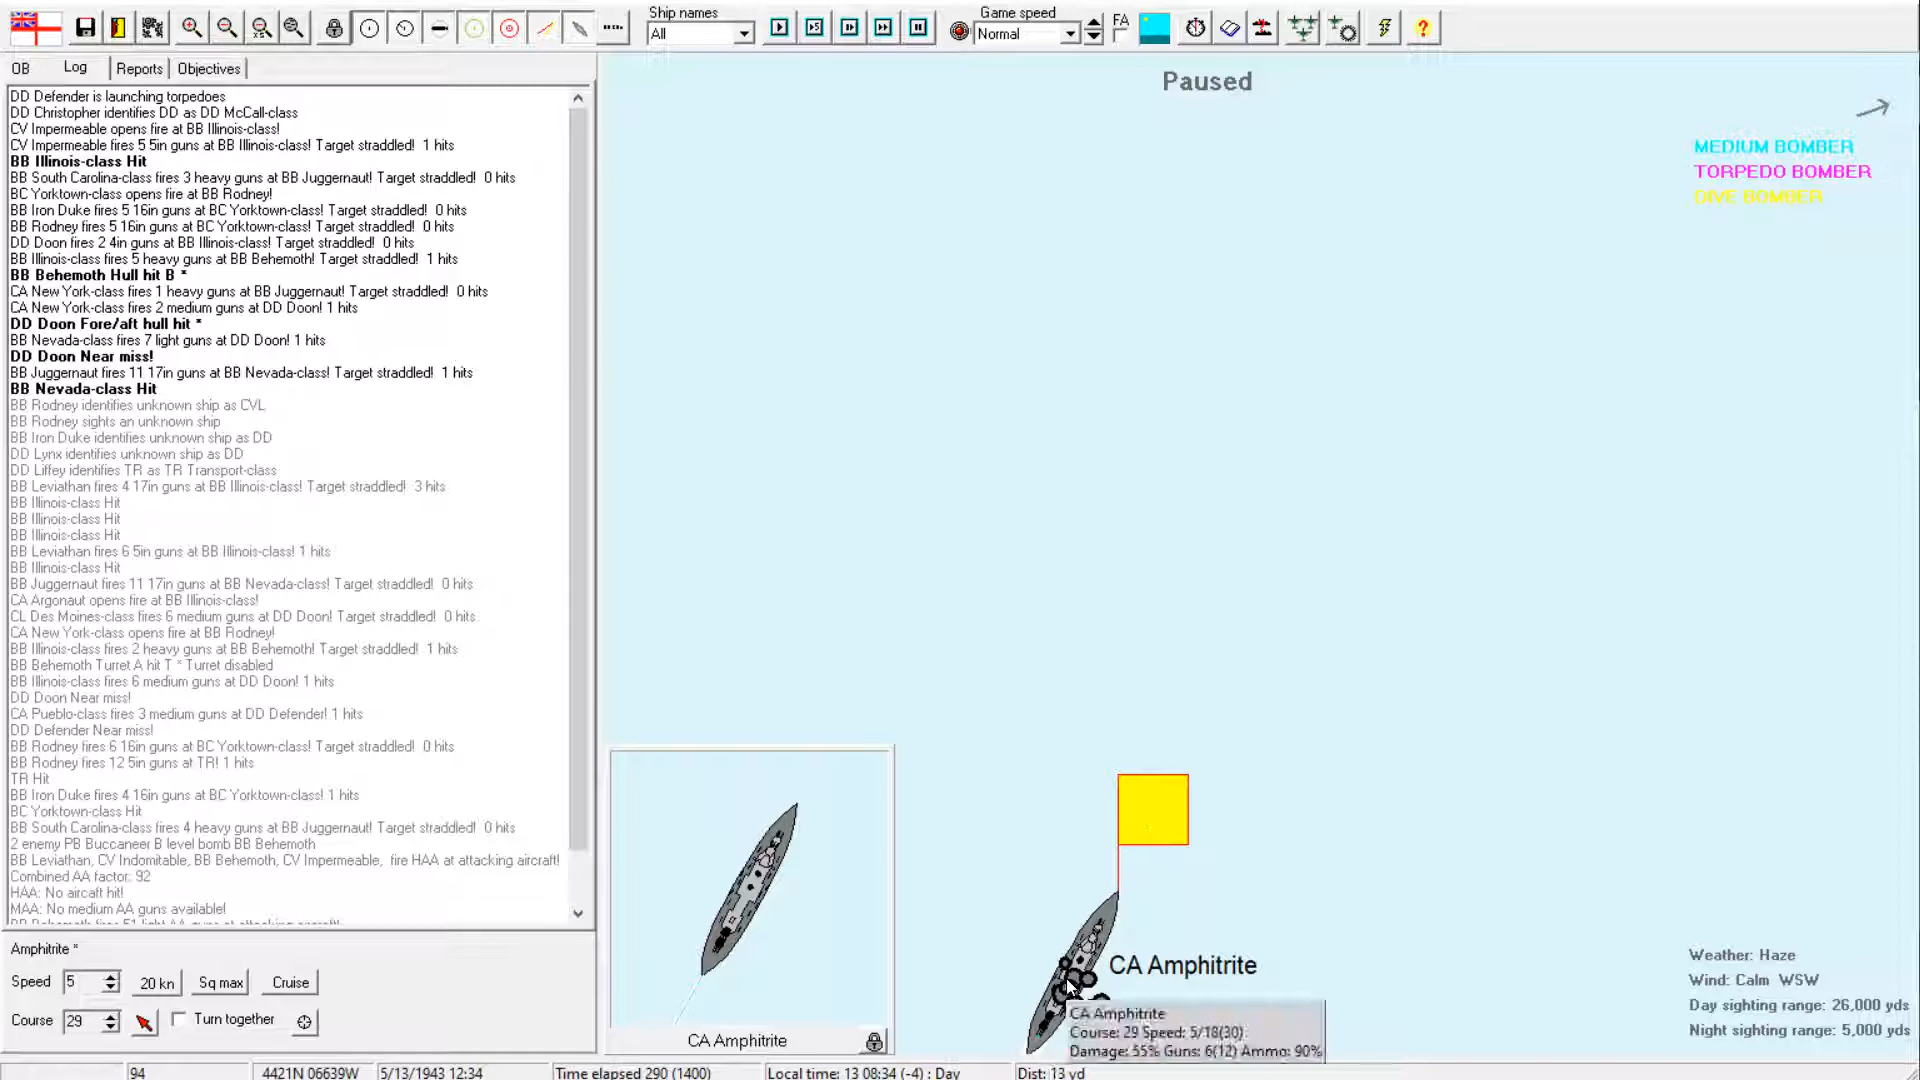 Ship names
All
Game speed
Normal
FA
OB
Log
Reports
Objectives
DD Defender is launching torpedoes
DD Christopher identifies DD as DD McCall-class
CV Impermeable opens fire at BB Illinois-class!
CV Impermeable fires 5 5in guns at BB Illinois-class! Target straddled! 1 hits
BB Illinois-class Hit
BB South Carolina-class fires 3 heavy guns at BB Juggernaut! Target straddled! 0 hits
BC Yorktown-class opens fire at BB Rodney!
BB Iron Duke fires 5 16in guns at BC Yorktown-class! Target straddled! 0 hits
BB Rodney fires 5 16in guns at BC Yorktown-class! Target straddled! 0 hits
DD Doon fires 2 4in guns at BB Illinois-class! Target straddled! 0 hits
BB Illinois-class fires 5 heavy guns at BB Behemoth! Target straddled! 1 hits
BB Behemoth Hull hit B *
CA New York-class fires 1 heavy guns at BB Juggernaut! Target straddled! 0 hits
CA New York-class fires 2 medium guns at DD Doon! 1 hits
DD Doon Fore/aft hull hit *
BB Nevada-class fires 7 light guns at DD Doon! 1 hits
DD Doon Near miss!
BB Juggernaut fires 11 17in guns at BB Nevada-class! Target straddled! 1 hits
BB Nevada-class Hit
BB Rodney identifies unknown ship as CVL
BB Rodney sights an unknown ship
BB Iron Duke identifies unknown ship as DD
DD Lynx identifies unknown ship as DD
DD Liffey identifies TR as TR Transport-class
BB Leviathan fires 4 17in guns at BB Illinois-class! Target straddled! 3 hits
BB Illinois-class Hit
BB Illinois-class Hit
BB Illinois-class Hit
BB Leviathan fires 6 5in guns at BB Illinois-class! 1 hits
BB Illinois-class Hit
BB Juggernaut fires 11 17in guns at BB Nevada-class! Target straddled! 0 hits
CA Argonaut opens fire at BB Illinois-class!
CL Des Moines-class fires 6 medium guns at DD Doon! Target straddled! 0 hits
CA New York-class opens fire at BB Rodney!
BB Illinois-class fires 2 heavy guns at BB Behemoth! Target straddled! 1 hits
BB Behemoth Turret A hit T * Turret disabled
BB Illinois-class fires 6 medium guns at DD Doon! 1 hits
DD Doon Near miss!
CA Pueblo-class fires 3 medium guns at DD Defender! 1 hits
DD Defender Near miss!
BB Rodney fires 6 16in guns at BC Yorktown-class! Target straddled! 0 hits
BB Rodney fires 12 5in guns at TR! 1 hits
TR Hit
BB Iron Duke fires 4 16in guns at BC Yorktown-class! 1 hits
BC Yorktown-class Hit
BB South Carolina-class fires 4 heavy guns at BB Juggernaut! Target straddled! 0 hits
2 enemy PB Buccaneer B level bomb BB Behemoth
BB Leviathan, CV Indomitable, BB Behemoth, CV Impermeable, fire HAA at attacking aircraft!
Combined AA factor: 92
HAA: No aircaft hit!
MAA: No medium AA guns available!
BB Behemoth fires 51 light AA guns at attacking aircraft!
Amphitrite *
Speed 5 20 kn Sq max Cruise
Course 29 Turn together
Paused
MEDIUM BOMBER
TORPEDO BOMBER
DIVE BOMBER
CA Amphitrite
CA Amphitrite
CA Amphitrite
Course: 29 Speed: 5/18(30)
Damage: 55% Guns: 6(12) Ammo: 90%
Weather: Haze
Wind: Calm WSW
Day sighting range: 26,000 yds
Night sighting range: 5,000 yds
94 4421N 06639W 5/13/1943 12:34 Time elapsed 290 (1400) Local time: 13 08:34 (-4) : Day Dist: 13 yd